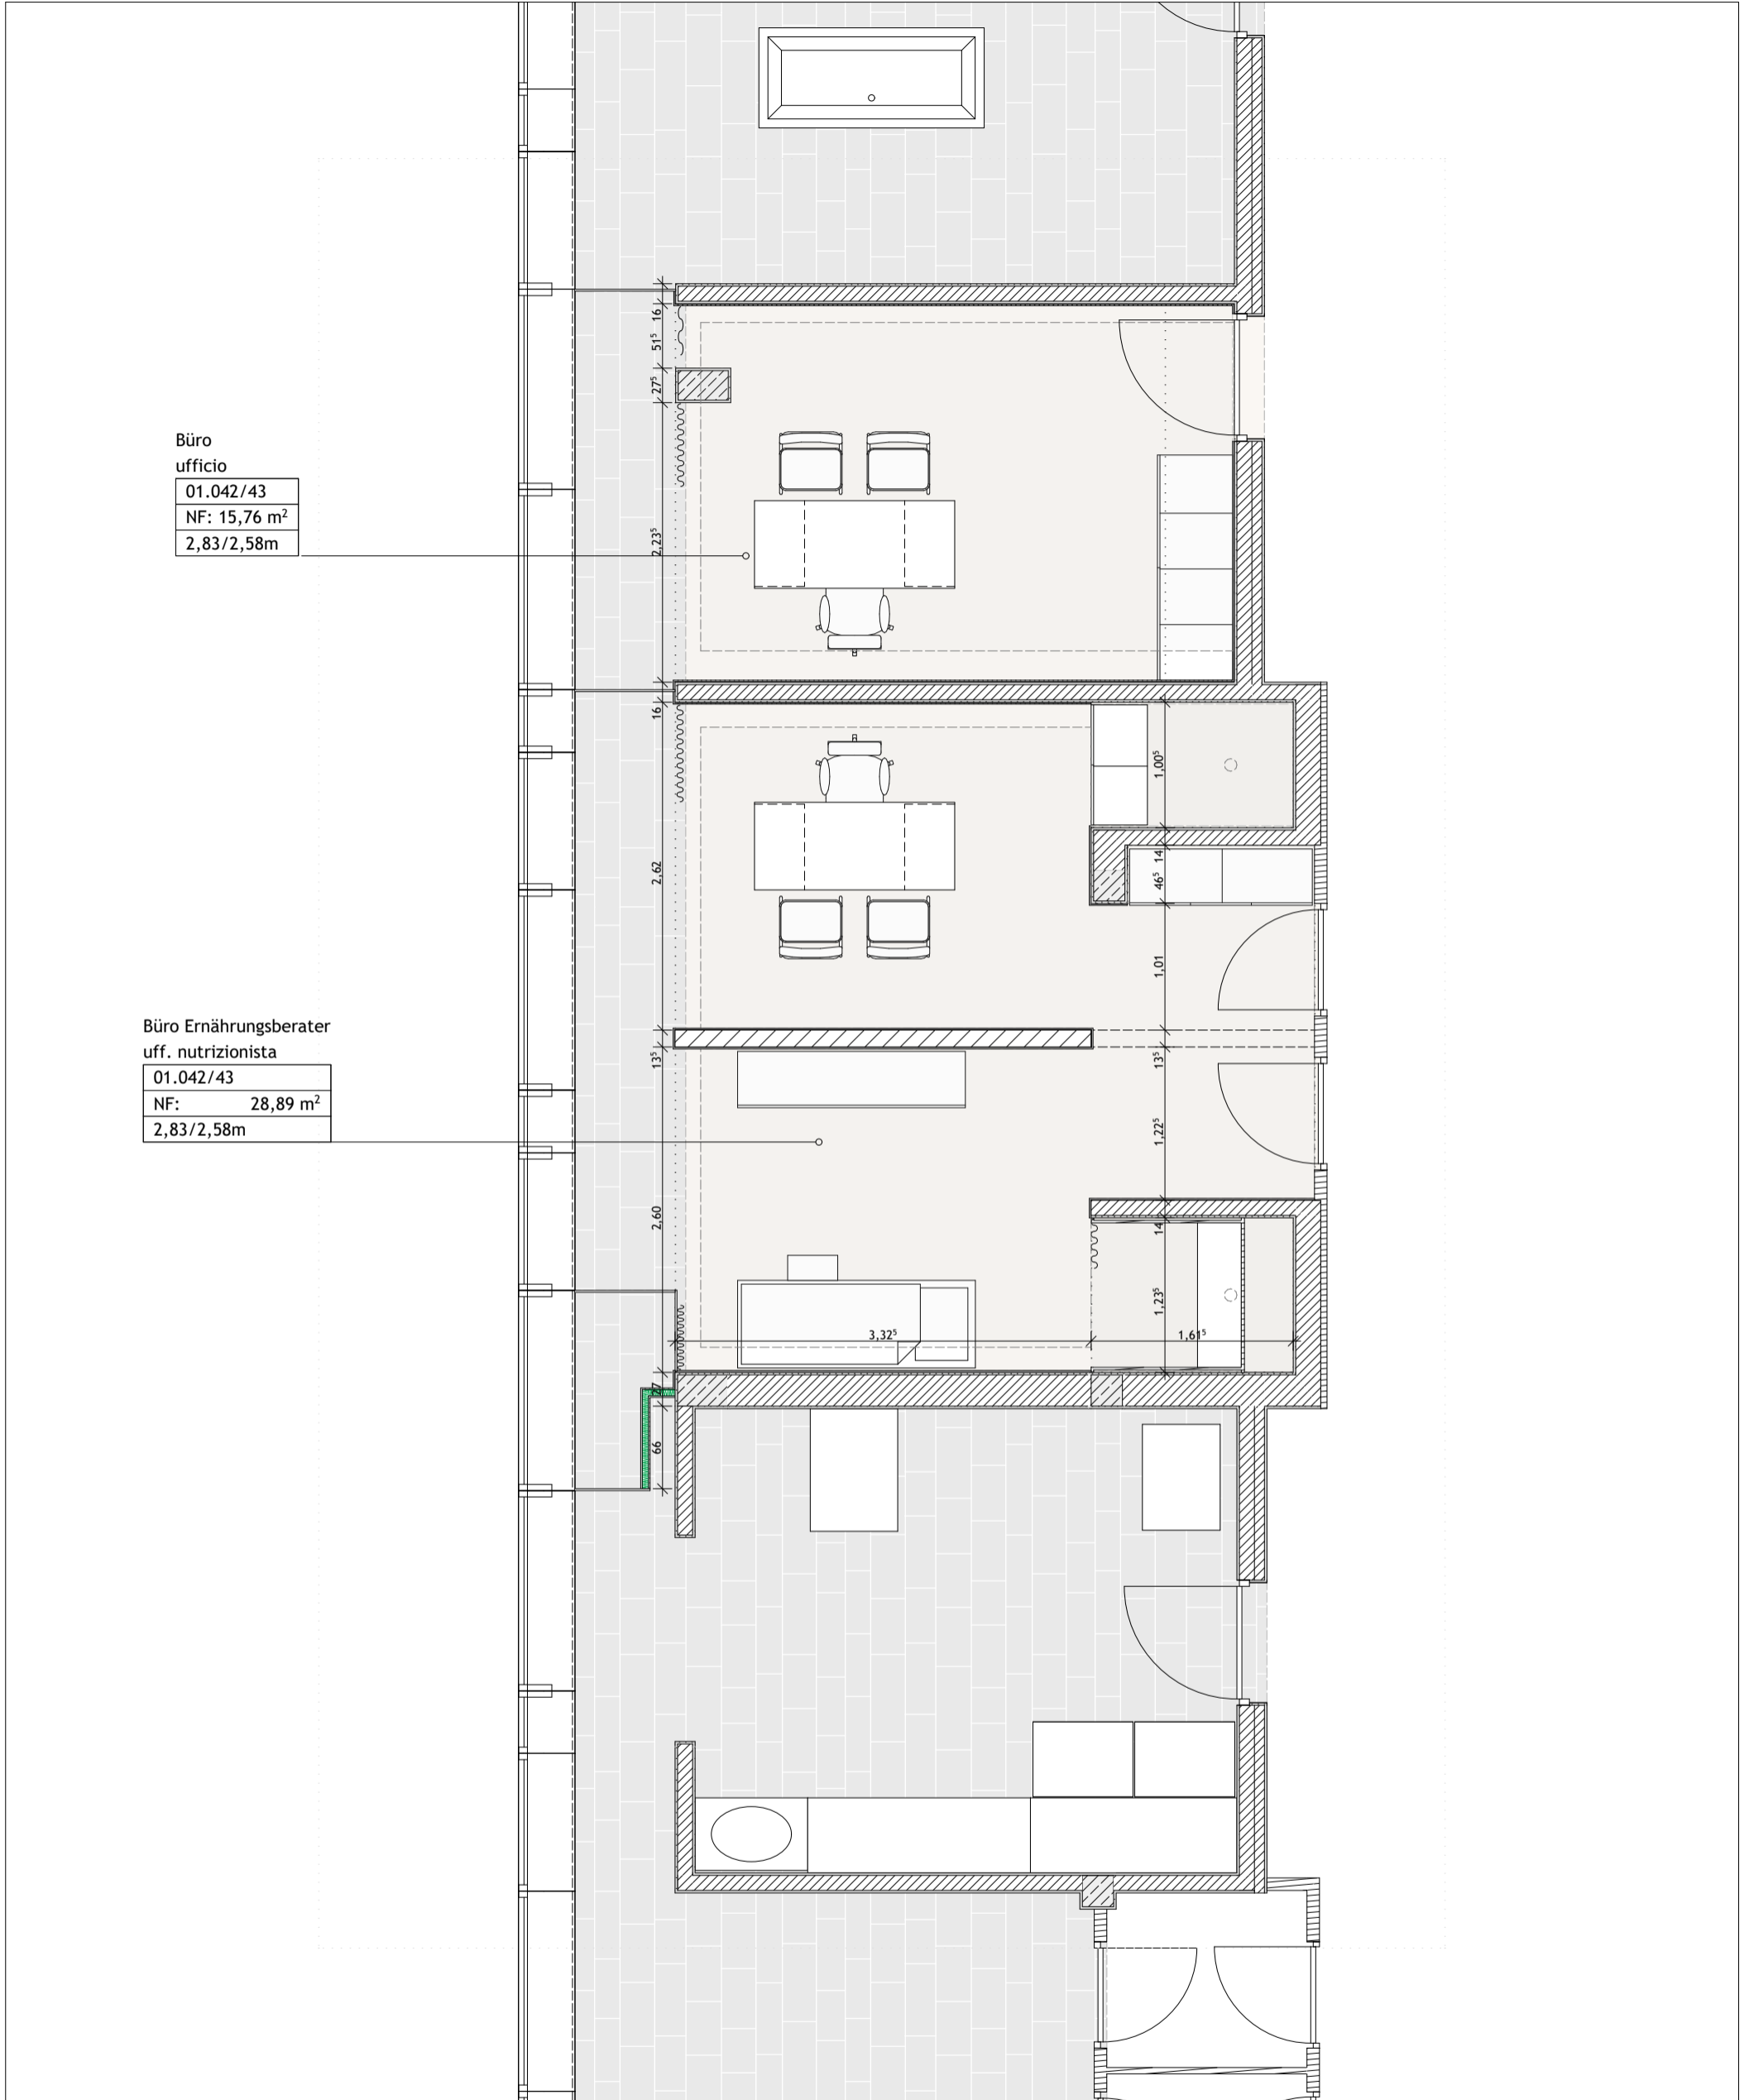 Büro
ufficio
01.042/43
NF: 15,76 m²
2,83/2,58m
16
51⁵
27⁵
2,23⁵
16
2,62
13⁵
2,60
27
66
1,00⁵
14
46⁵
1,01
13⁵
1,22⁵
14
1,23⁵
3,32⁵
1,61⁵
Büro Ernährungsberater
uff. nutrizionista
01.042/43
NF: 28,89 m²
2,83/2,58m